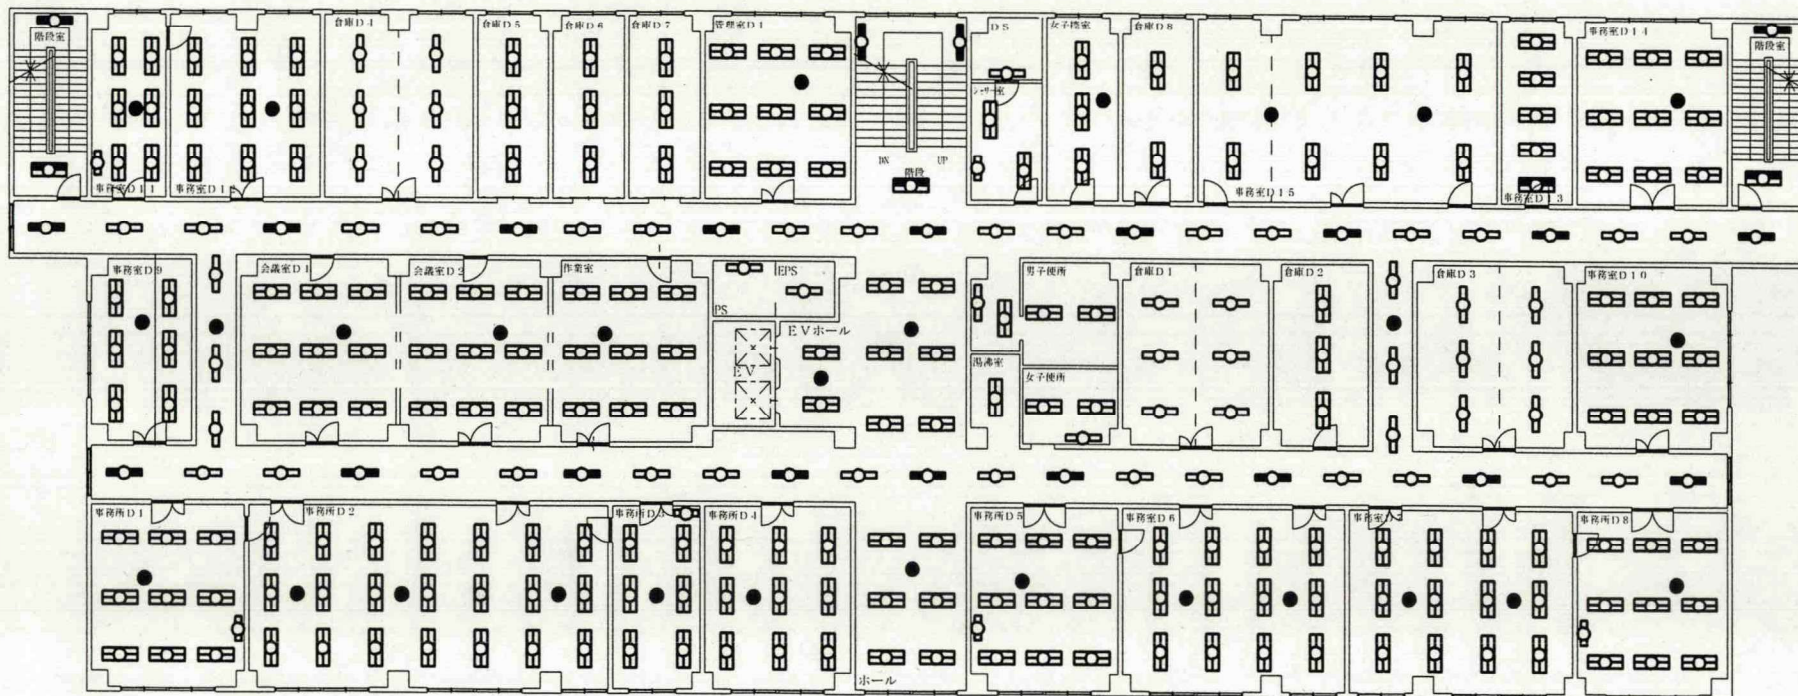 階段室
事務室D11
事務室D12
倉庫D4
倉庫D5
倉庫D6
倉庫D7
管理室D1
DN
UP
階段
DS
シャワー室
女子控室
倉庫D8
事務室D15
事務室D13
事務室D14
階段室
事務室D9
会議室D1
会議室D2
作業室
EPS
PS
EVホール
EV
男子便所
湯沸室
女子便所
倉庫D1
倉庫D2
倉庫D3
事務室D10
事務所D1
事務所D2
事務所D3
事務所D4
ホール
事務所D5
事務室D6
事務所D8